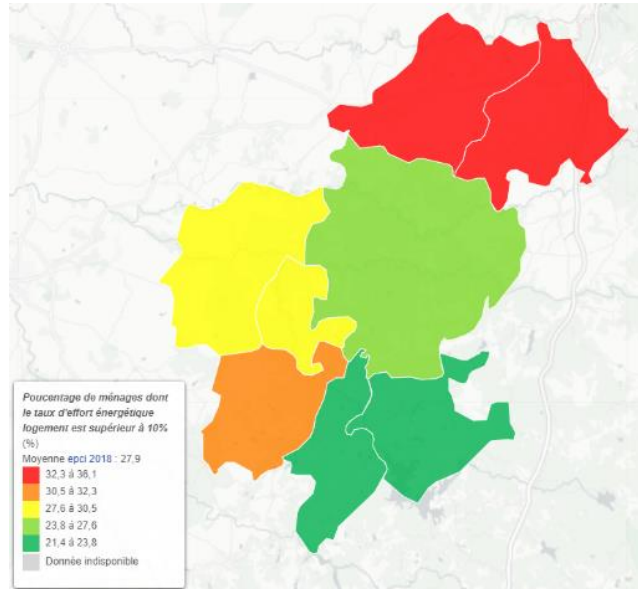 Poucentage de ménages dont
le taux d'effort énergétique
logement est supérieur à 10%
(%)
Moyenne epci 2018 : 27,9
32,3 à 36,1
30,5 à 32,3
27,6 à 30,5
23,8 à 27,6
21,4 à 23,8
Donnée indisponible